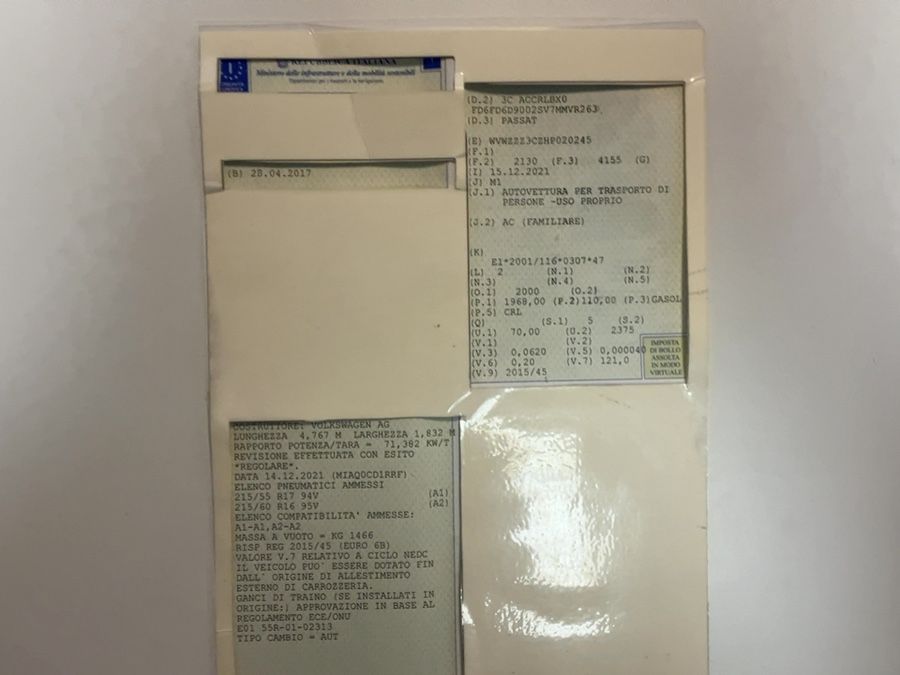 REPUBBLICA ITALIANA
Ministero delle infrastrutture e della mobilità sostenibili
Dipartimento per i trasporti e la navigazione
(B) 28.04.2017
(D.2) 3C ACCRLBX0
FD6FD6D9002SV7MMVR263
(D.3) PASSAT
(E) WVWZZZ3CZHP020245
(F.1)
(F.2) 2130 (F.3) 4155 (G)
(I) 15.12.2021
(J) M1
(J.1) AUTOVETTURA PER TRASPORTO DI
PERSONE -USO PROPRIO
(J.2) AC (FAMILIARE)
(K)
E1*2001/116*0307*47
(L) 2 (N.1) (N.2)
(N.3) (N.4) (N.5)
(O.1) 2000 (O.2)
(P.1) 1968,00 (P.2)110,00 (P.3)GASOL
(P.5) CRL
(Q) (S.1) 5 (S.2)
(U.1) 70,00 (U.2) 2375
(V.1) (V.2)
(V.3) 0,0620 (V.5) 0,000040
(V.6) 0,20 (V.7) 121,0
(V.9) 2015/45
IMPOSTA
DI BOLLO
ASSOLTA
IN MODO
VIRTUALE
COSTRUTTORE: VOLKSWAGEN AG
LUNGHEZZA 4,767 M LARGHEZZA 1,832 M
RAPPORTO POTENZA/TARA = 71,382 KW/T
REVISIONE EFFETTUATA CON ESITO
*REGOLARE*.
DATA 14.12.2021 (MIAQ0CD1RRF)
ELENCO PNEUMATICI AMMESSI
215/55 R17 94V (A1)
215/60 R16 95V (A2)
ELENCO COMPATIBILITA' AMMESSE:
A1-A1,A2-A2
MASSA A VUOTO = KG 1466
RISP REG 2015/45 (EURO 6B)
VALORE V.7 RELATIVO A CICLO NEDC
IL VEICOLO PUO' ESSERE DOTATO FIN
DALL' ORIGINE DI ALLESTIMENTO
ESTERNO DI CARROZZERIA.
GANCI DI TRAINO (SE INSTALLATI IN
ORIGINE:) APPROVAZIONE IN BASE AL
REGOLAMENTO ECE/ONU
E01 55R-01-02313
TIPO CAMBIO = AUT